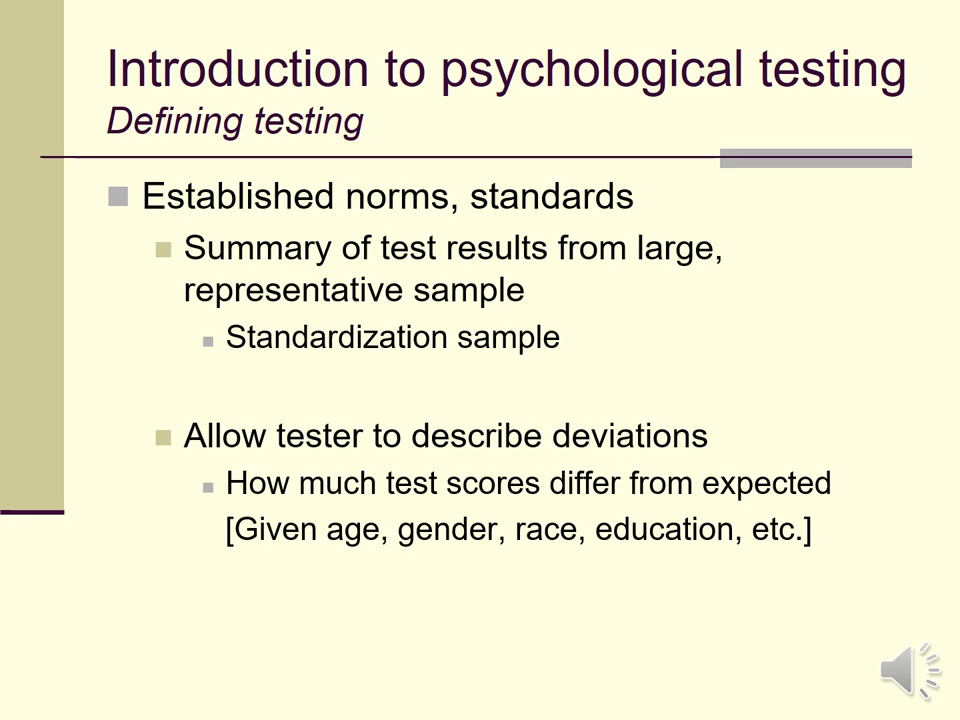 Introduction to psychological testing
Defining testing
Established norms, standards
Summary of test results from large,
representative sample
Standardization sample
Allow tester to describe deviations
How much test scores differ from expected
[Given age, gender, race, education, etc.]